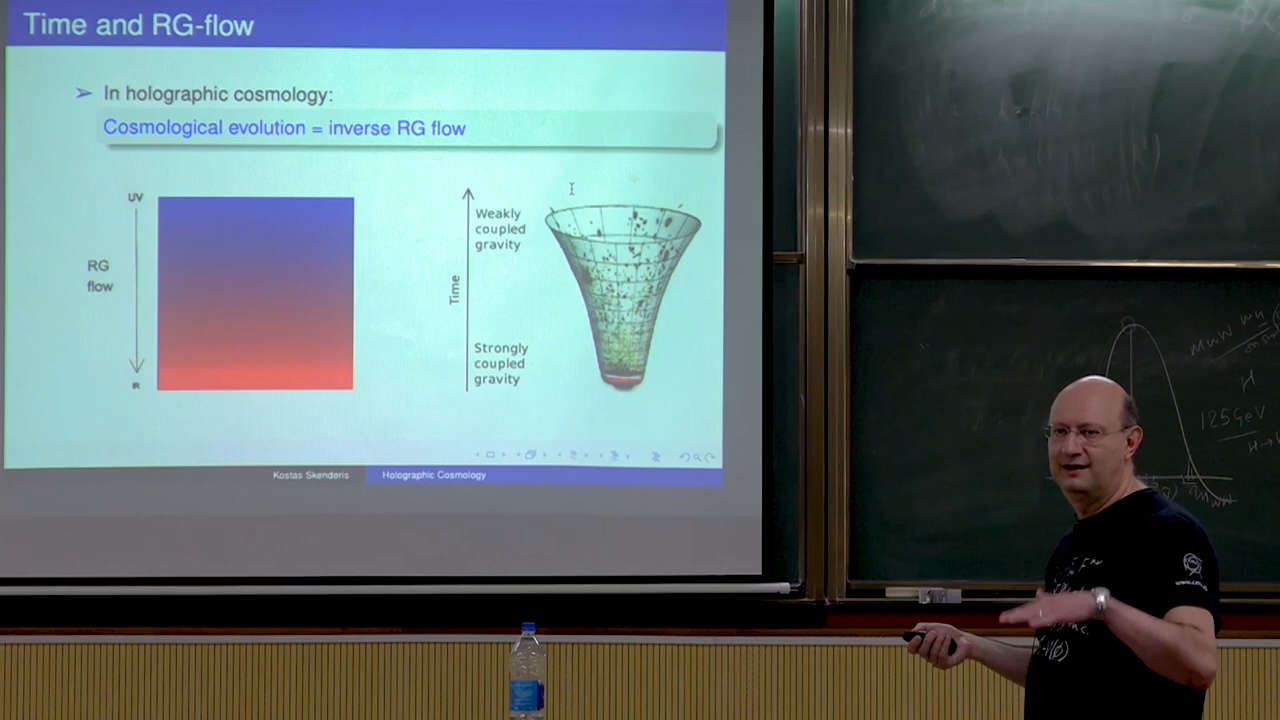 Time and RG-flow
➢ In holographic cosmology:
Cosmological evolution = inverse RG flow
UV
RG
flow
R
Time
Weakly
coupled
gravity
Strongly
coupled
gravity
Kostas Skenderis
Holographic Cosmology
H
125GeV